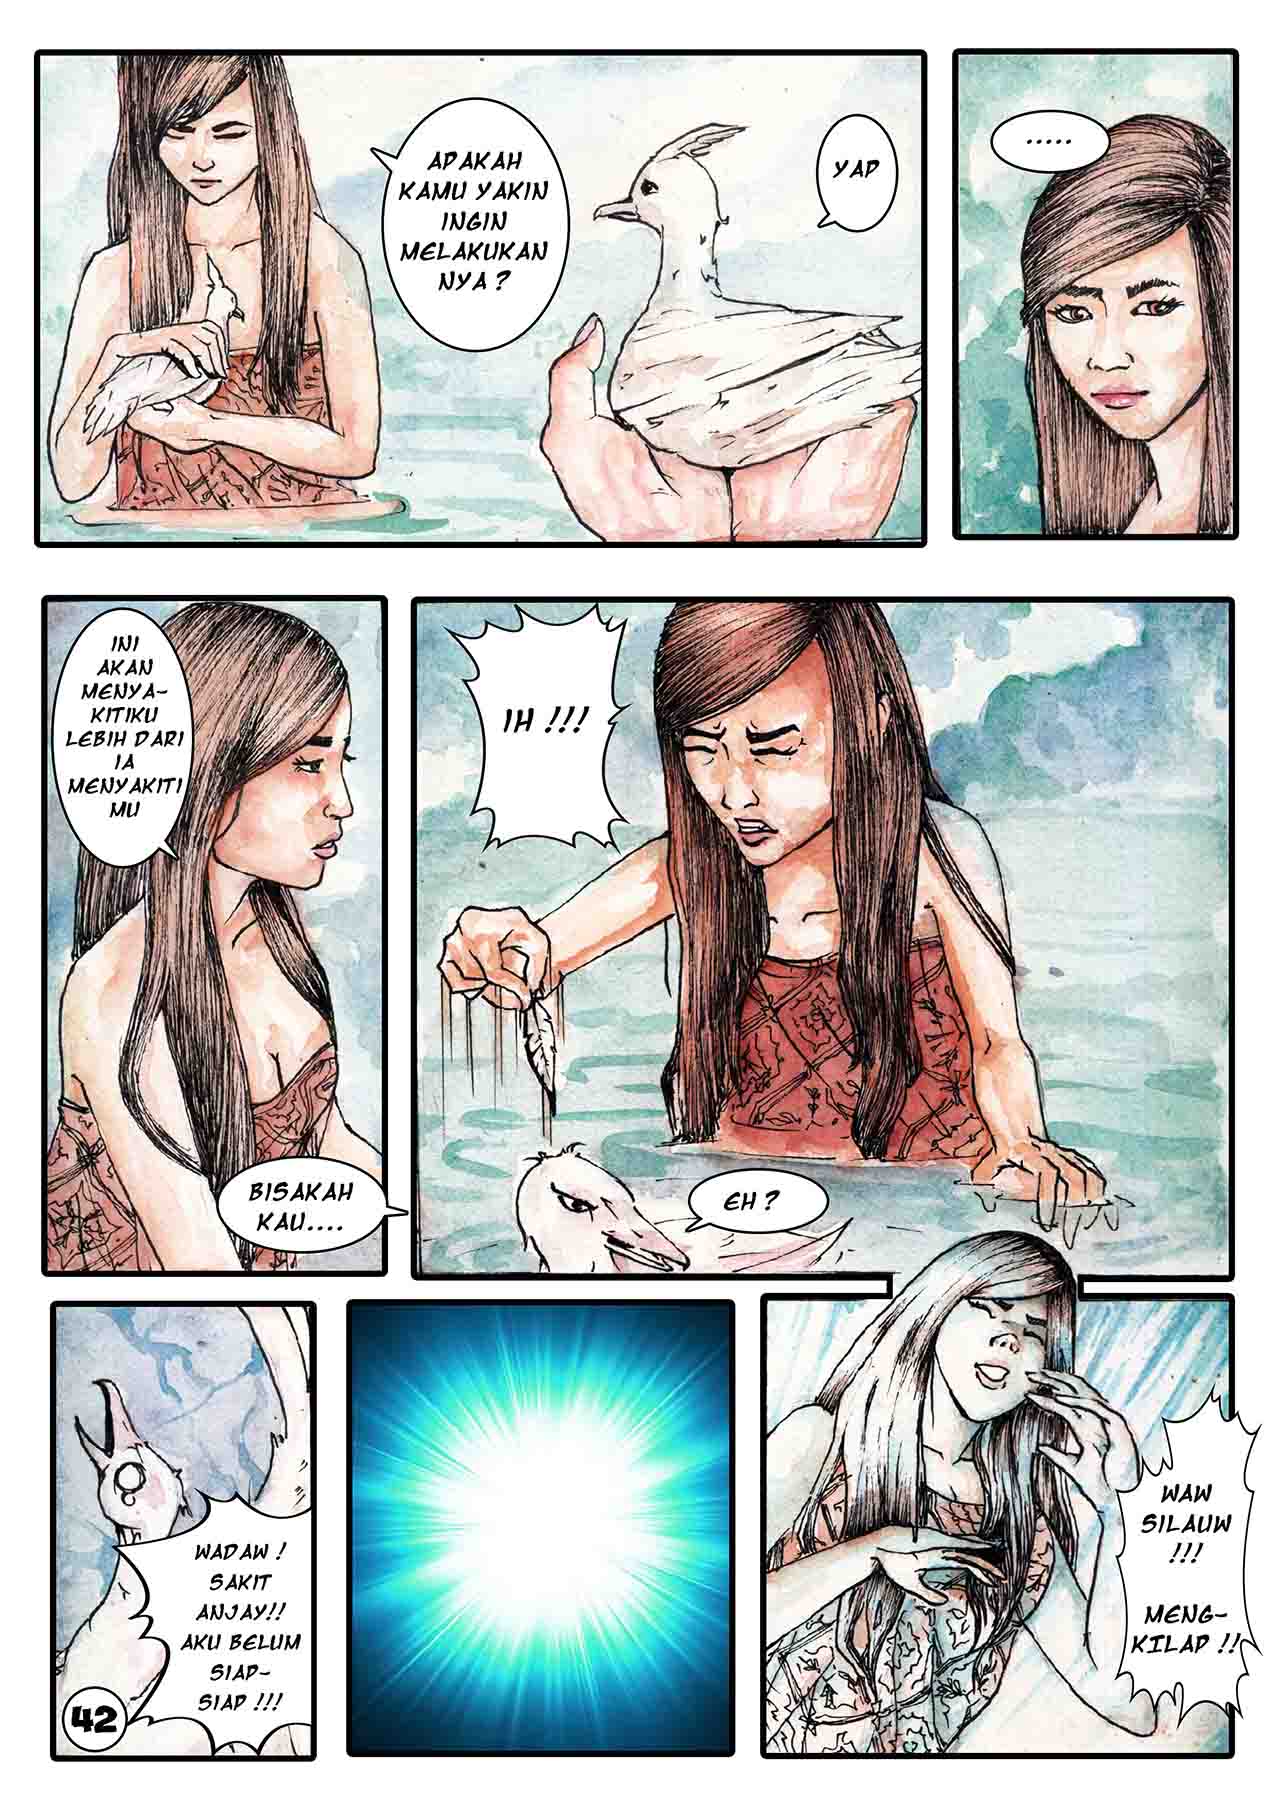 APAKAH
KAMU YAKIN
INGIN
MELAKUKAN
NYA ?
YAP
.....
INI
AKAN
MENYA-
KITIKU
LEBIH DARI
IA
MENYAKITI
MU
BISAKAH
KAU....
IH !!!
EH ?
WADAW !
SAKIT
ANJAY!!
AKU BELUM
SIAP-
SIAP !!!
42
WAW
SILAUW
!!!
MENG-
KILAP !!